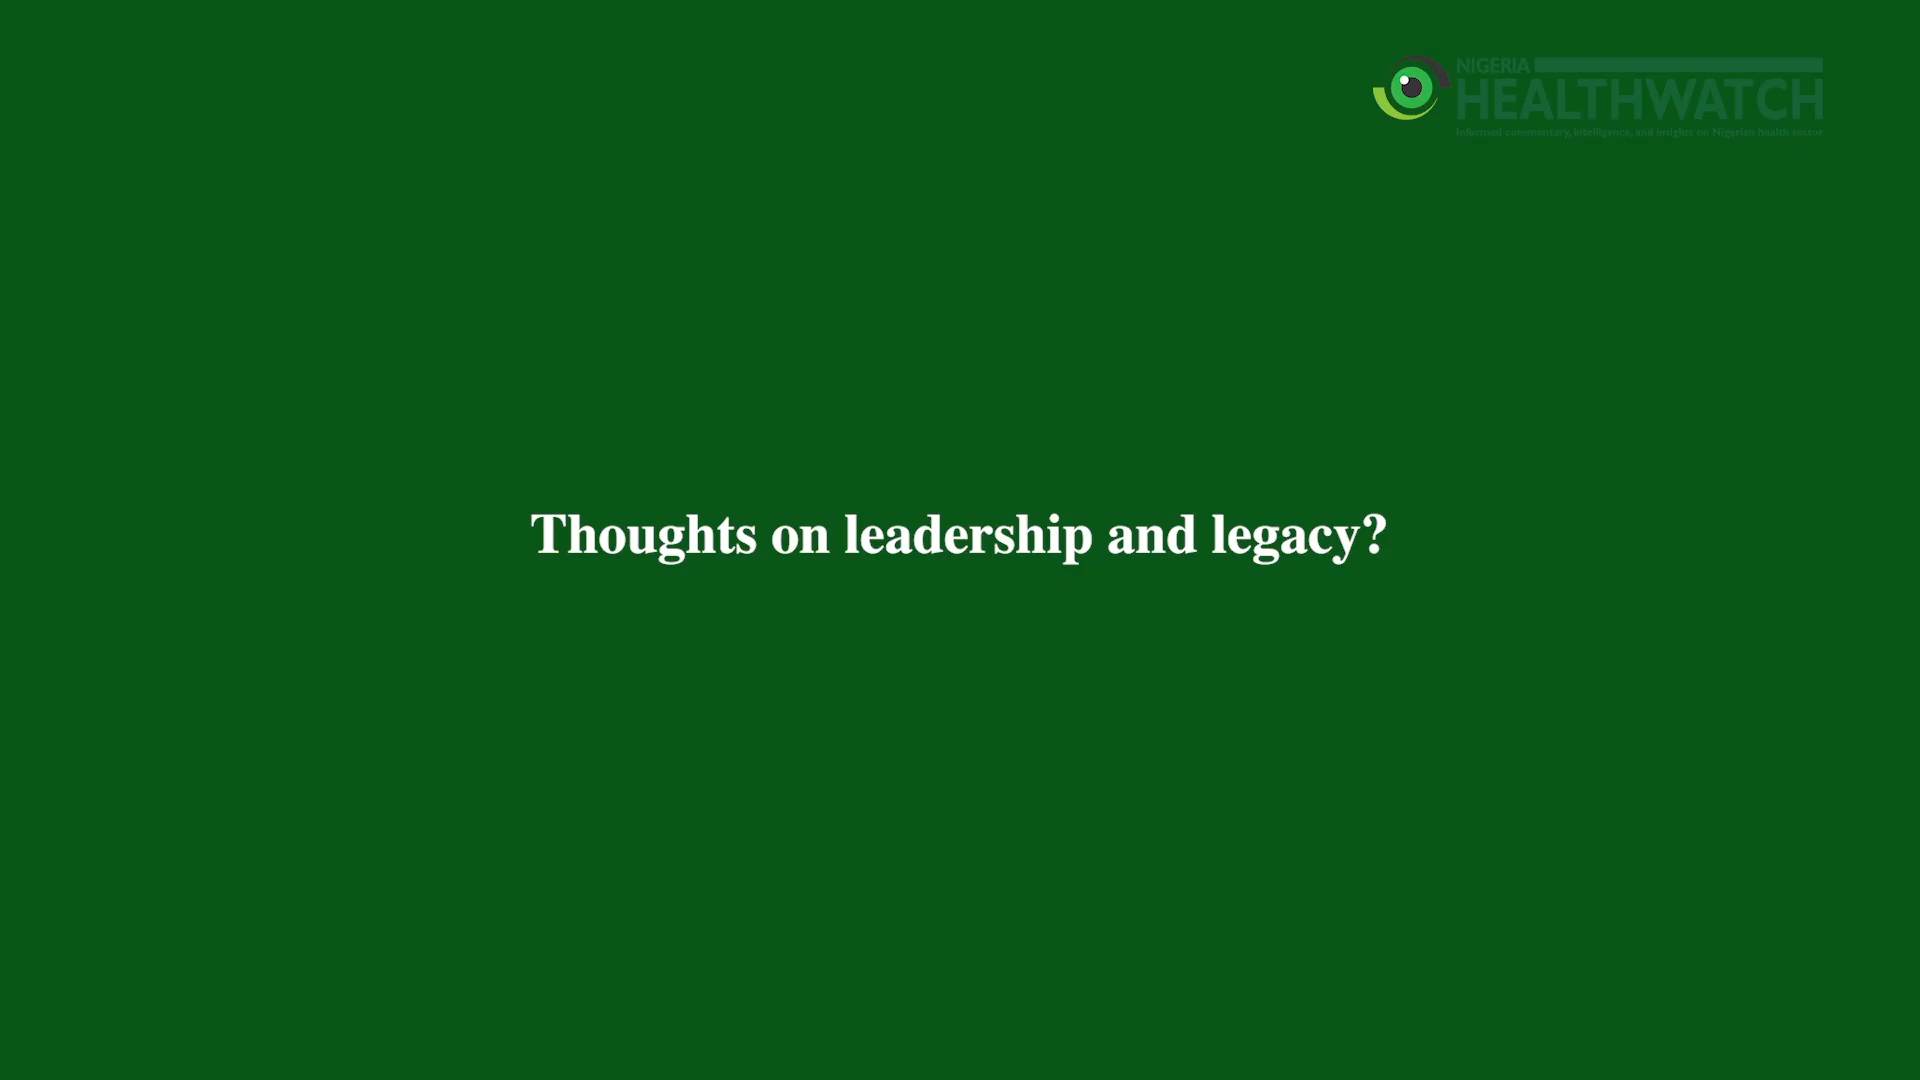 NIGERIA
HEALTHWATCH
Informed commentary, intelligence, and insights on Nigerian health sector
Thoughts on leadership and legacy?